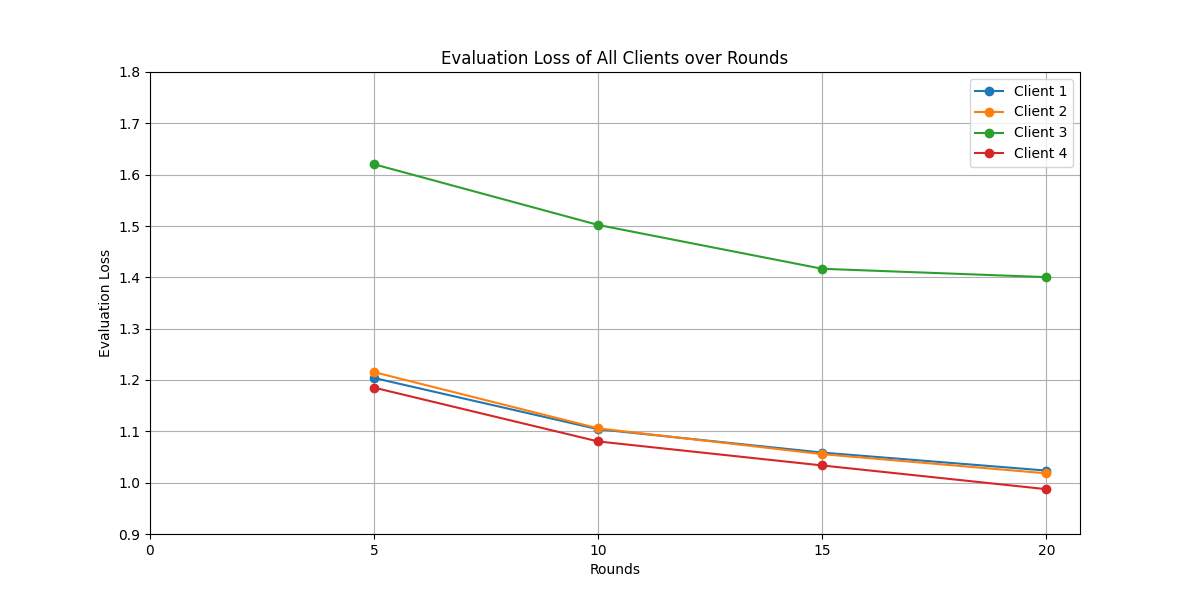 Evaluation Loss of All Clients over Rounds
1.8
1.7
1.6
1.5
1.4
1.3
1.2
1.1
1.0
0.9
Evaluation Loss
Client 1
Client 2
Client 3
Client 4
0 5 10 15 20
Rounds